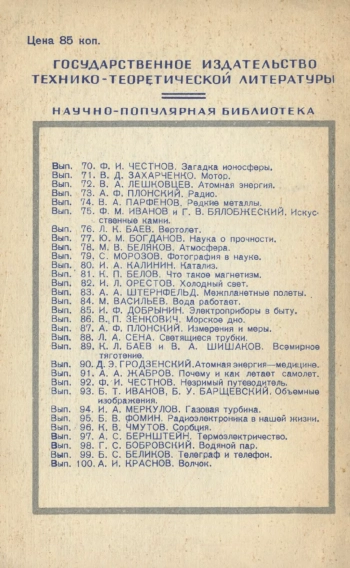 Цена 85 коп.
ГОСУДАРСТВЕННОЕ ИЗДАТЕЛЬСТВО
ТЕХНИКО-ТЕОРЕТИЧЕСКОЙ ЛИТЕРАТУРЫ
НАУЧНО-ПОПУЛЯРНАЯ БИБЛИОТЕКА
Вып. 70. Ф. И. ЧЕСТНОВ. Загадка ионосферы.
Вып. 71. В. Д. ЗАХАРЧЕНКО. Мотор.
Вып. 72. В. А. ЛЕШКОВЦЕВ. Атомная энергия.
Вып. 73. А. Ф. ПЛОНСКИЙ. Радио.
Вып. 74. В. А. ПАРФЕНОВ. Редкие металлы.
Вып. 75. Ф. М. ИВАНОВ и Г. В. БЯЛОБЖЕСКИЙ. Искус-
ственные камни.
Вып. 76. Л. К. БАЕВ. Вертолет.
Вып. 77. Ю. М. БОГДАНОВ. Наука о прочности.
Вып. 78. М. В. БЕЛЯКОВ. Атмосфера.
Вып. 79. С. МОРОЗОВ. Фотография в науке.
Вып. 80. И. А. КАЛИНИН. Катализ.
Вып. 81. К. П. БЕЛОВ. Что такое магнетизм.
Вып. 82. И. Л. ОРЕСТОВ. Холодный свет.
Вып. 83. А. А. ШТЕРНФЕЛЬД. Межпланетные полеты.
Вып. 84. М. ВАСИЛЬЕВ. Вода работает.
Вып. 85. И. Ф. ДОБРЫНИН. Электроприборы в быту.
Вып. 86. В. П. ЗЕНКОВИЧ. Морское дно.
Вып. 87. А. Ф. ПЛОНСКИЙ. Измерения и меры.
Вып. 88. Л. А. СЕНА. Светящиеся трубки.
Вып. 89. К. Л. БАЕВ и В. А. ШИШАКОВ. Всемирное
тяготение.
Вып. 90. Д. Э. ГРОДЗЕНСКИЙ. Атомная энергия—медицине.
Вып. 91. А. А. ЖАБРОВ. Почему и как летает самолет.
Вып. 92. Ф. И. ЧЕСТНОВ. Незримый путеводитель.
Вып. 93. Б. Т. ИВАНОВ, Б. У. БАРЩЕВСКИЙ. Объемные
изображения.
Вып. 94. И. А. МЕРКУЛОВ. Газовая турбина.
Вып. 95. Б. В. ФОМИН. Радиоэлектроника в нашей жизни.
Вып. 96. К. В. ЧМУТОВ. Сорбция.
Вып. 97. А. С. БЕРНШТЕЙН. Термоэлектричество.
Вып. 98. Г. С. БОБРОВСКИЙ. Водяной пар.
Вып. 99. Б. С. БЕЛИКОВ. Телеграф и телефон.
Вып. 100. А. И. КРАСНОВ. Волчок.